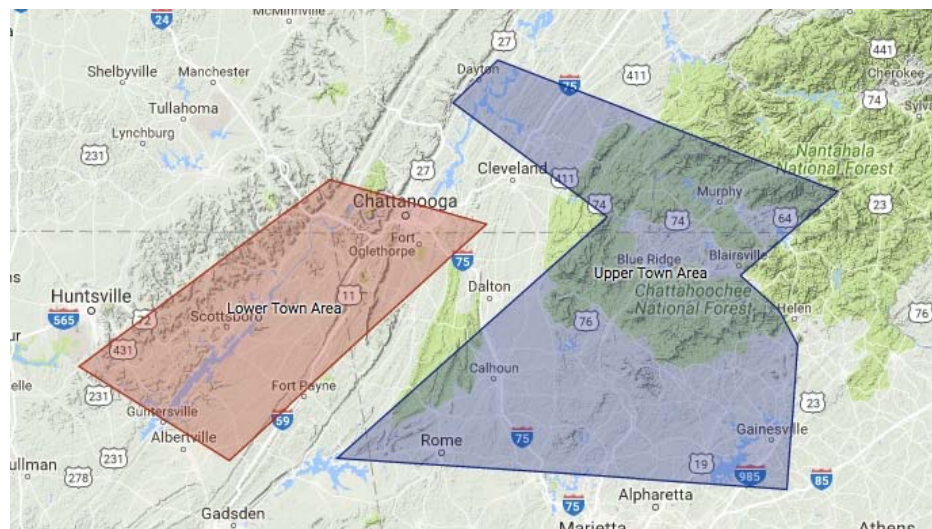 McMinnville
24
27
441
Dayton
Shelbyville
Manchester
75
411
Cherokee
74
Tullahoma
Sylva
Lynchburg
231
27
Cleveland
411
Nantahala
National Forest
Murphy
Chattanooga
74
74
64
23
Fort
Oglethorpe
75
Blue Ridge
Blairsville
Upper Town Area
Dalton
Chattahoochee
National Forest
Huntsville
11
Helen
565
72
Lower Town Area
Scottsboro
76
76
431
Calhoun
231
Fort Payne
23
Guntersville
59
Albertville
Rome
75
Gainesville
231
278
19
985
85
Alpharetta
Gadsden
75
Marietta
Athens